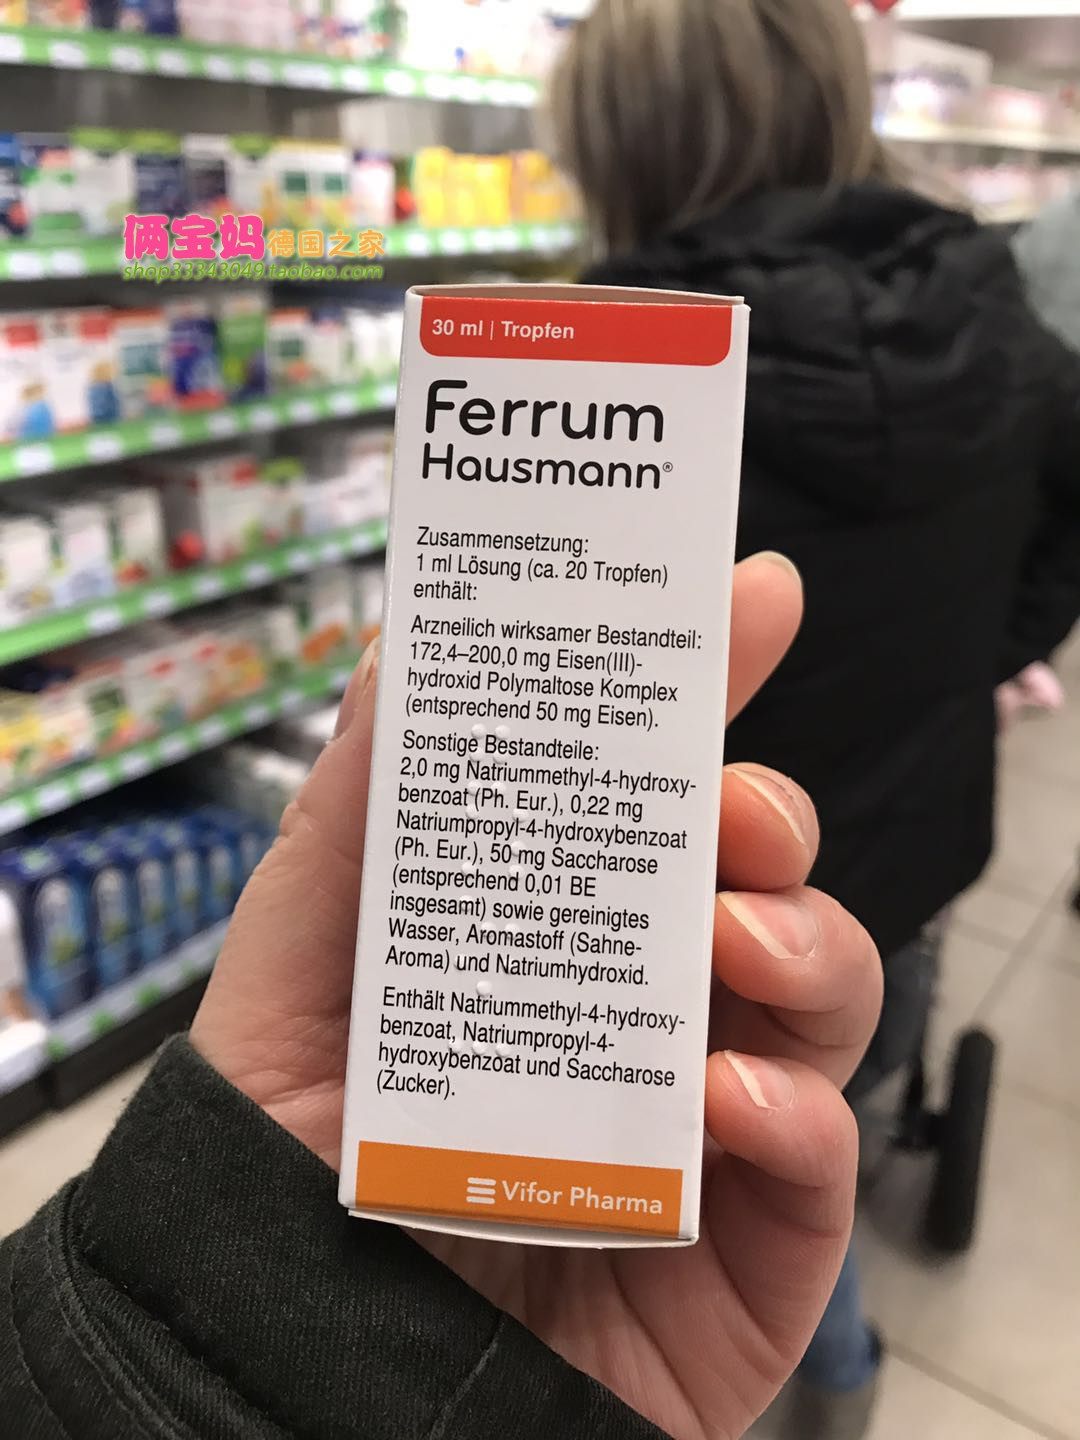 俩宝妈德国之家
shop33343049.taobao.com
30 ml | Tropfen
Ferrum
Hausmann®
Zusammensetzung:
1 ml Lösung (ca. 20 Tropfen)
enthält:
Arzneilich wirksamer Bestandteil:
172,4–200,0 mg Eisen(III)-
hydroxid Polymaltose Komplex
(entsprechend 50 mg Eisen).
Sonstige Bestandteile:
2,0 mg Natriummethyl-4-hydroxy-
benzoat (Ph. Eur.), 0,22 mg
Natriumpropyl-4-hydroxybenzoat
(Ph. Eur.), 50 mg Saccharose
(entsprechend 0,01 BE
insgesamt) sowie gereinigtes
Wasser, Aromastoff (Sahne-
Aroma) und Natriumhydroxid.
Enthält Natriummethyl-4-hydroxy-
benzoat, Natriumpropyl-4-
hydroxybenzoat und Saccharose
(Zucker).
Vifor Pharma